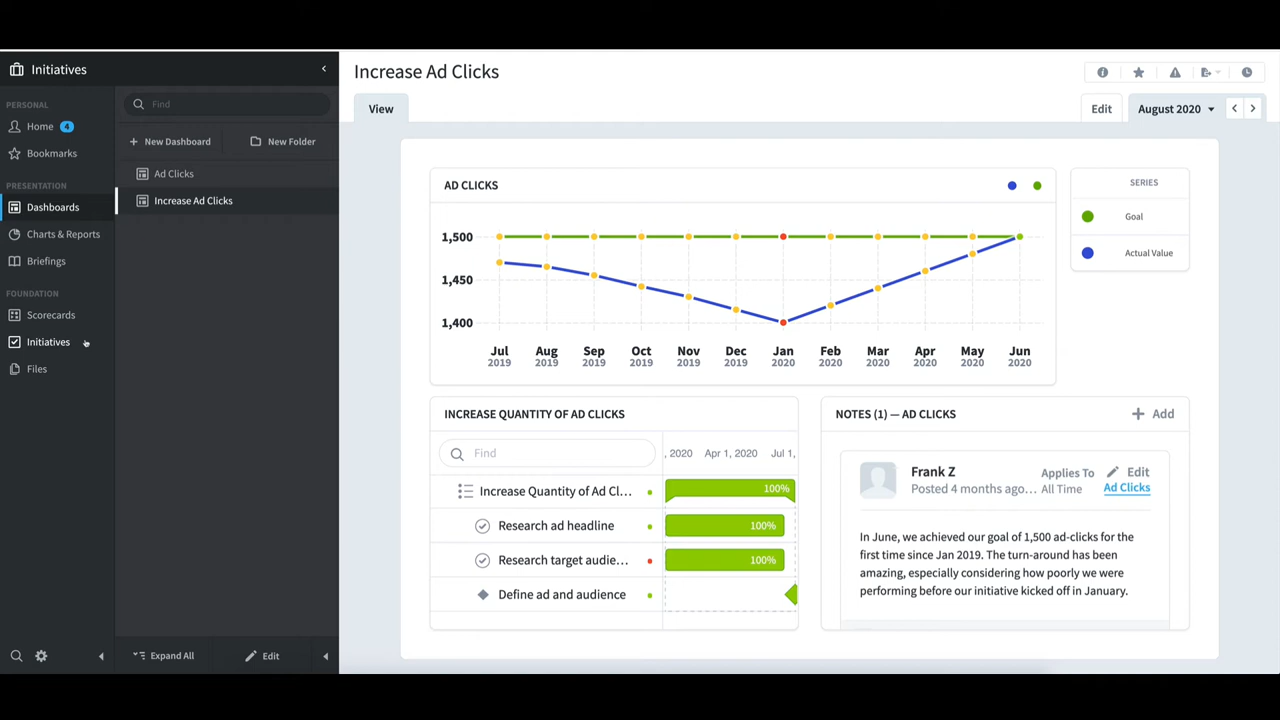 Initiatives
PERSONAL
Home 4
Bookmarks
PRESENTATION
Dashboards
Charts & Reports
Briefings
FOUNDATION
Scorecards
Initiatives
Files
Find
New Dashboard
New Folder
Ad Clicks
Increase Ad Clicks
Expand All
Edit
Increase Ad Clicks
View
Edit
August 2020
AD CLICKS
1,500
1,450
1,400
Jul Aug Sep Oct Nov Dec Jan Feb Mar Apr May Jun
2019 2019 2019 2019 2019 2019 2020 2020 2020 2020 2020 2020
SERIES
Goal
Actual Value
INCREASE QUANTITY OF AD CLICKS
Find
, 2020 Apr 1, 2020 Jul 1,
Increase Quantity of Ad Cl... 100%
Research ad headline 100%
Research target audie... 100%
Define ad and audience
NOTES (1) — AD CLICKS
Add
Frank Z
Posted 4 months ago...
Applies To
All Time
Edit
Ad Clicks
In June, we achieved our goal of 1,500 ad-clicks for the
first time since Jan 2019. The turn-around has been
amazing, especially considering how poorly we were
performing before our initiative kicked off in January.